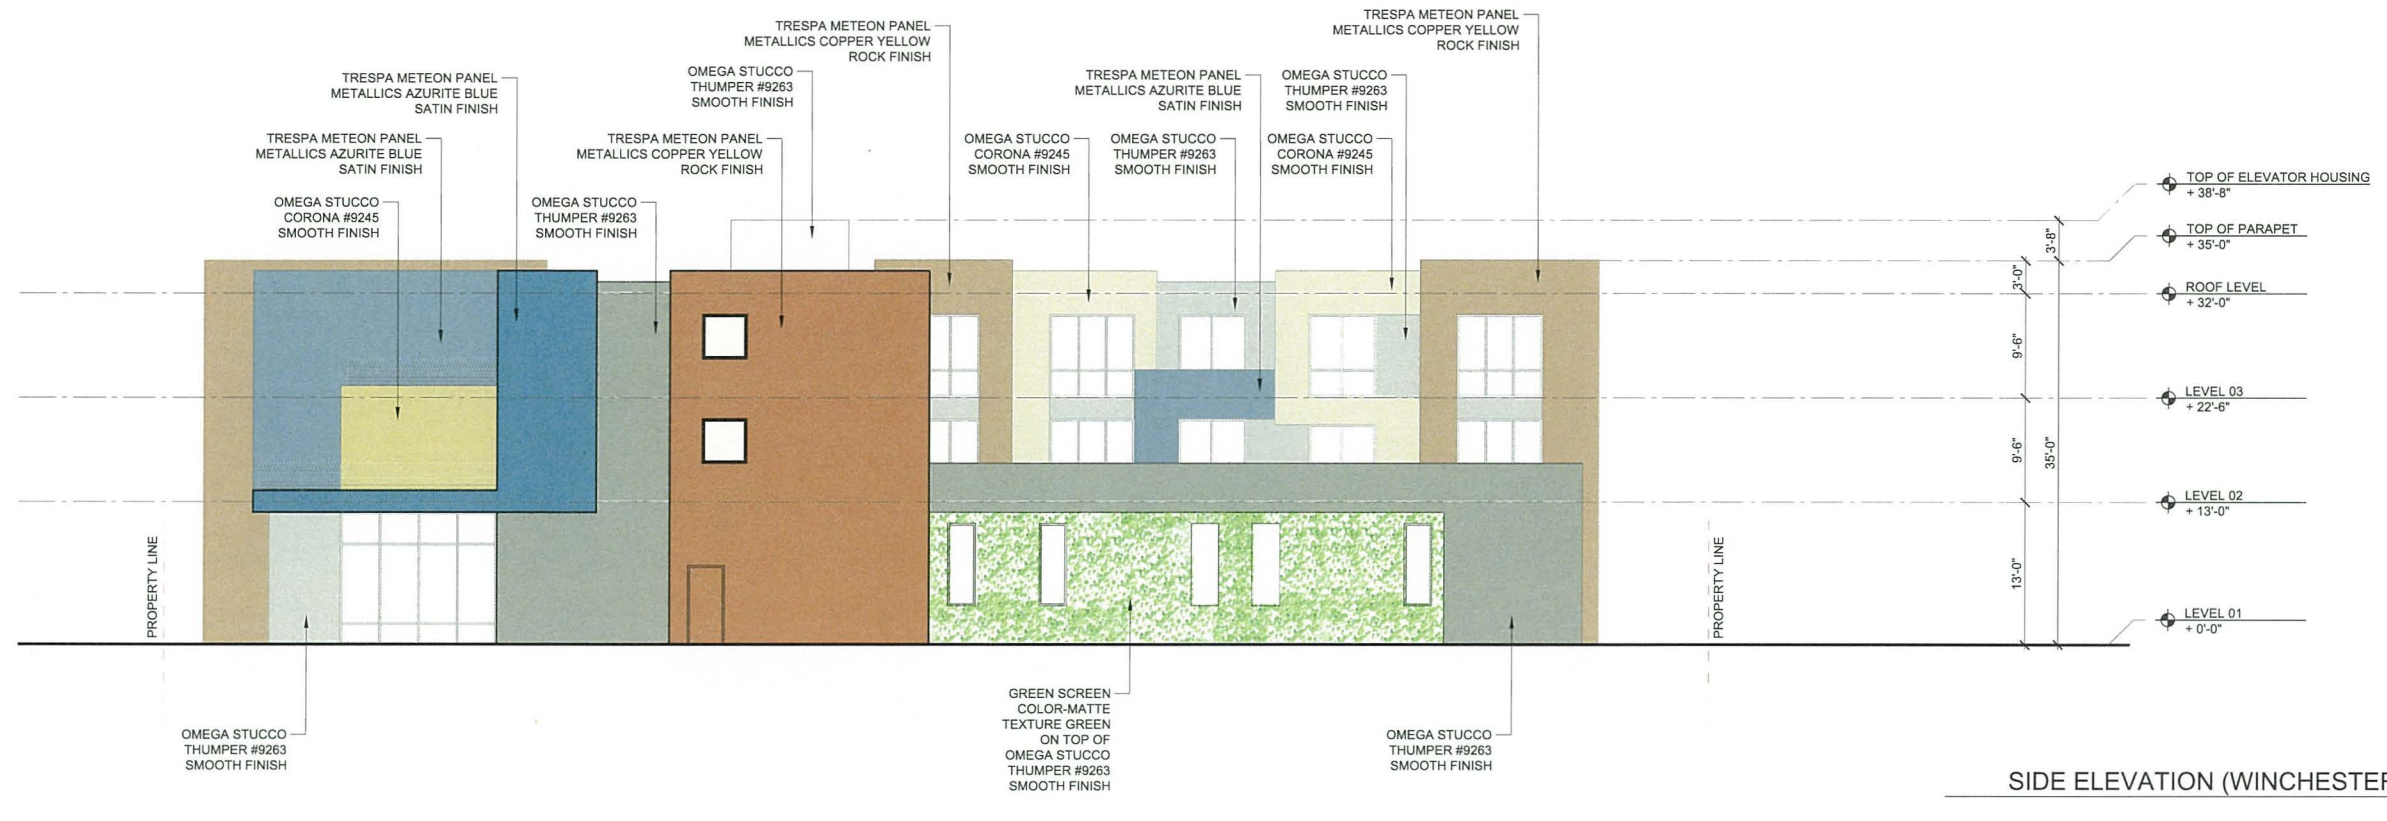 TRESPA METEON PANEL
METALLICS COPPER YELLOW
ROCK FINISH
TRESPA METEON PANEL
METALLICS COPPER YELLOW
ROCK FINISH
TRESPA METEON PANEL
METALLICS AZURITE BLUE
SATIN FINISH
OMEGA STUCCO
THUMPER #9263
SMOOTH FINISH
TRESPA METEON PANEL
METALLICS AZURITE BLUE
SATIN FINISH
OMEGA STUCCO
THUMPER #9263
SMOOTH FINISH
TRESPA METEON PANEL
METALLICS AZURITE BLUE
SATIN FINISH
TRESPA METEON PANEL
METALLICS COPPER YELLOW
ROCK FINISH
OMEGA STUCCO
CORONA #9245
SMOOTH FINISH
OMEGA STUCCO
THUMPER #9263
SMOOTH FINISH
OMEGA STUCCO
CORONA #9245
SMOOTH FINISH
OMEGA STUCCO
CORONA #9245
SMOOTH FINISH
OMEGA STUCCO
THUMPER #9263
SMOOTH FINISH
TOP OF ELEVATOR HOUSING
+ 38'-8"
TOP OF PARAPET
+ 35'-0"
ROOF LEVEL
+ 32'-0"
LEVEL 03
+ 22'-6"
LEVEL 02
+ 13'-0"
LEVEL 01
+ 0'-0"
3'-8"
3'-0"
9'-6"
9'-6"
35'-0"
13'-0"
PROPERTY LINE
PROPERTY LINE
OMEGA STUCCO
THUMPER #9263
SMOOTH FINISH
GREEN SCREEN
COLOR-MATTE
TEXTURE GREEN
ON TOP OF
OMEGA STUCCO
THUMPER #9263
SMOOTH FINISH
OMEGA STUCCO
THUMPER #9263
SMOOTH FINISH
SIDE ELEVATION (WINCHESTER